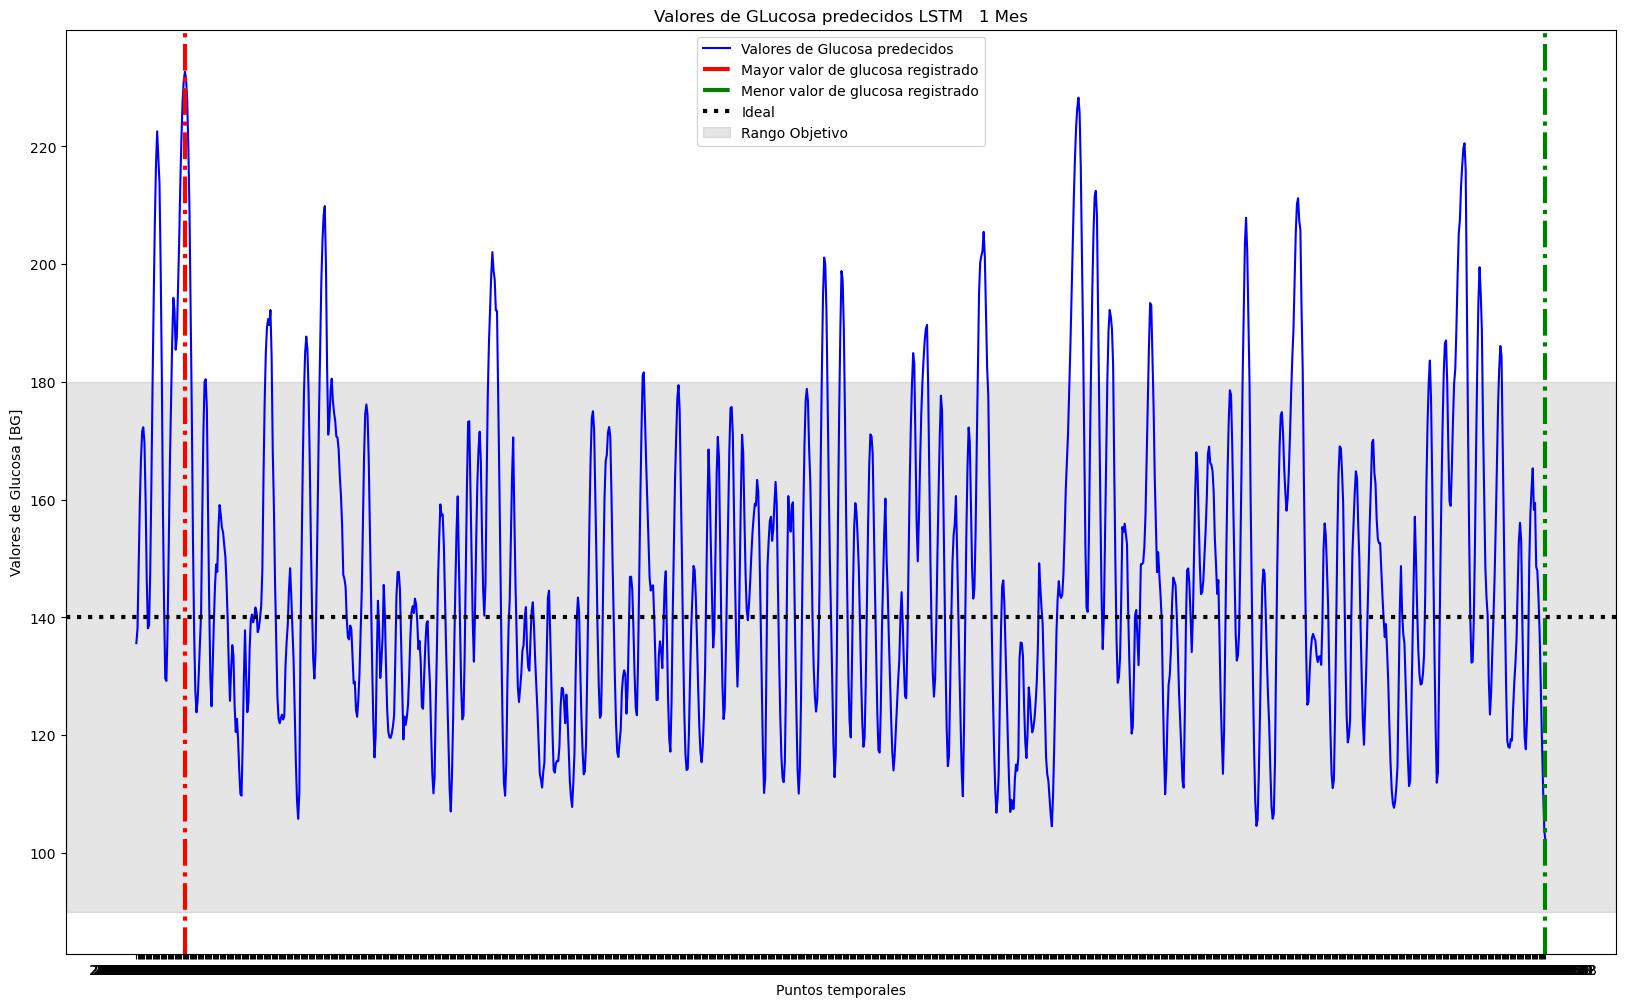 Valores de GLucosa predecidos LSTM   1 Mes
Valores de Glucosa predecidos
Mayor valor de glucosa registrado
Menor valor de glucosa registrado
Ideal
Rango Objetivo
Valores de Glucosa [BG]
220
200
180
160
140
120
100
Puntos temporales